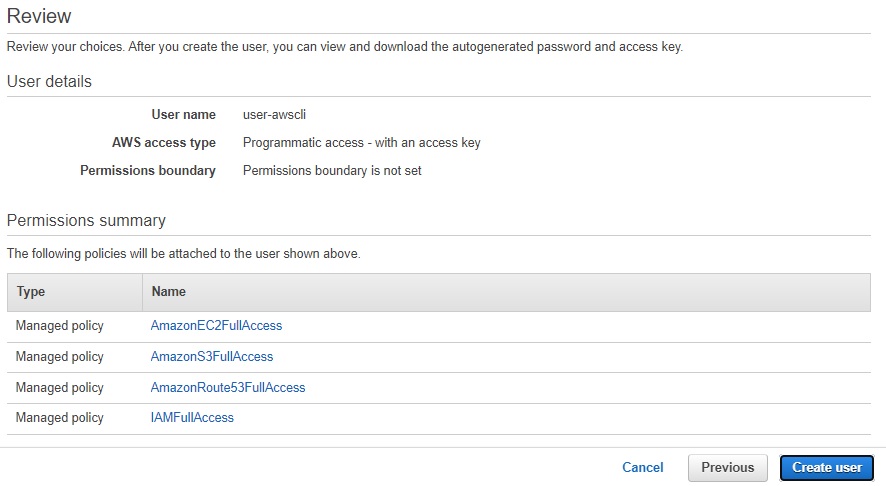 Review
Review your choices. After you create the user, you can view and download the autogenerated password and access key.
User details
User name user-awscli
AWS access type Programmatic access - with an access key
Permissions boundary Permissions boundary is not set
Permissions summary
The following policies will be attached to the user shown above.
Type Name
Managed policy AmazonEC2FullAccess
Managed policy AmazonS3FullAccess
Managed policy AmazonRoute53FullAccess
Managed policy IAMFullAccess
Cancel Previous Create user